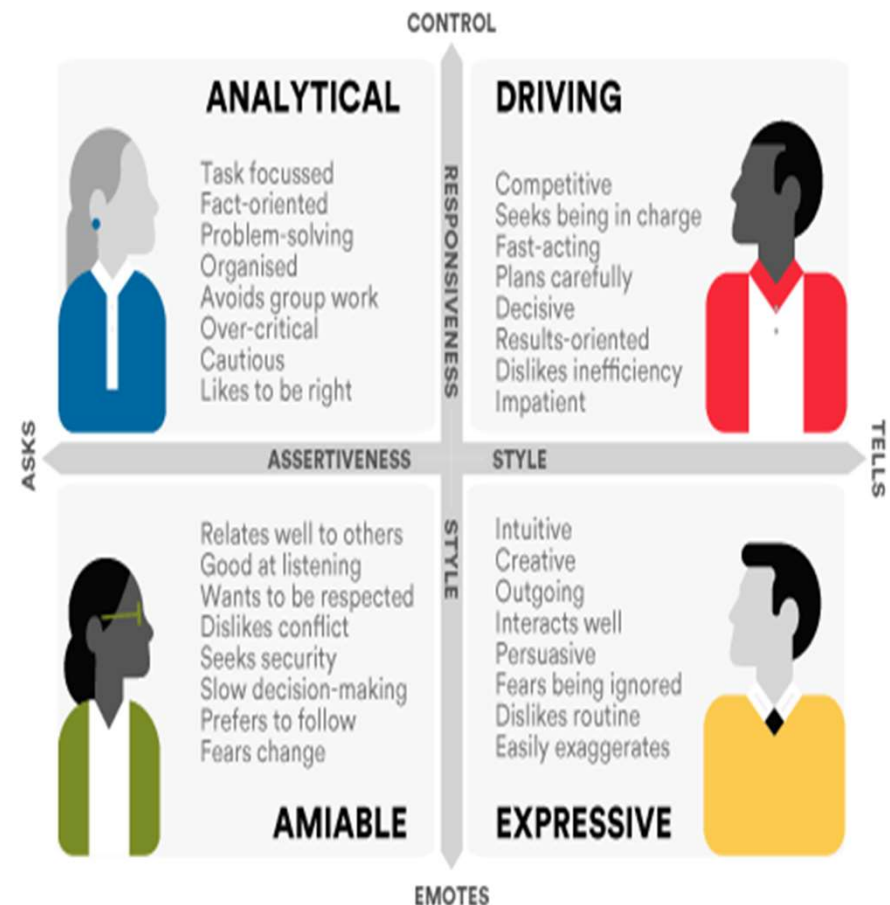 CONTROL
ANALYTICAL
Task focussed
Fact-oriented
Problem-solving
Organised
Avoids group work
Over-critical
Cautious
Likes to be right
DRIVING
Competitive
Seeks being in charge
Fast-acting
Plans carefully
Decisive
Results-oriented
Dislikes inefficiency
Impatient
RESPONSIVENESS
STYLE
ASKS
ASSERTIVENESS
STYLE
TELLS
Relates well to others
Good at listening
Wants to be respected
Dislikes conflict
Seeks security
Slow decision-making
Prefers to follow
Fears change
AMIABLE
Intuitive
Creative
Outgoing
Interacts well
Persuasive
Fears being ignored
Dislikes routine
Easily exaggerates
EXPRESSIVE
EMOTES